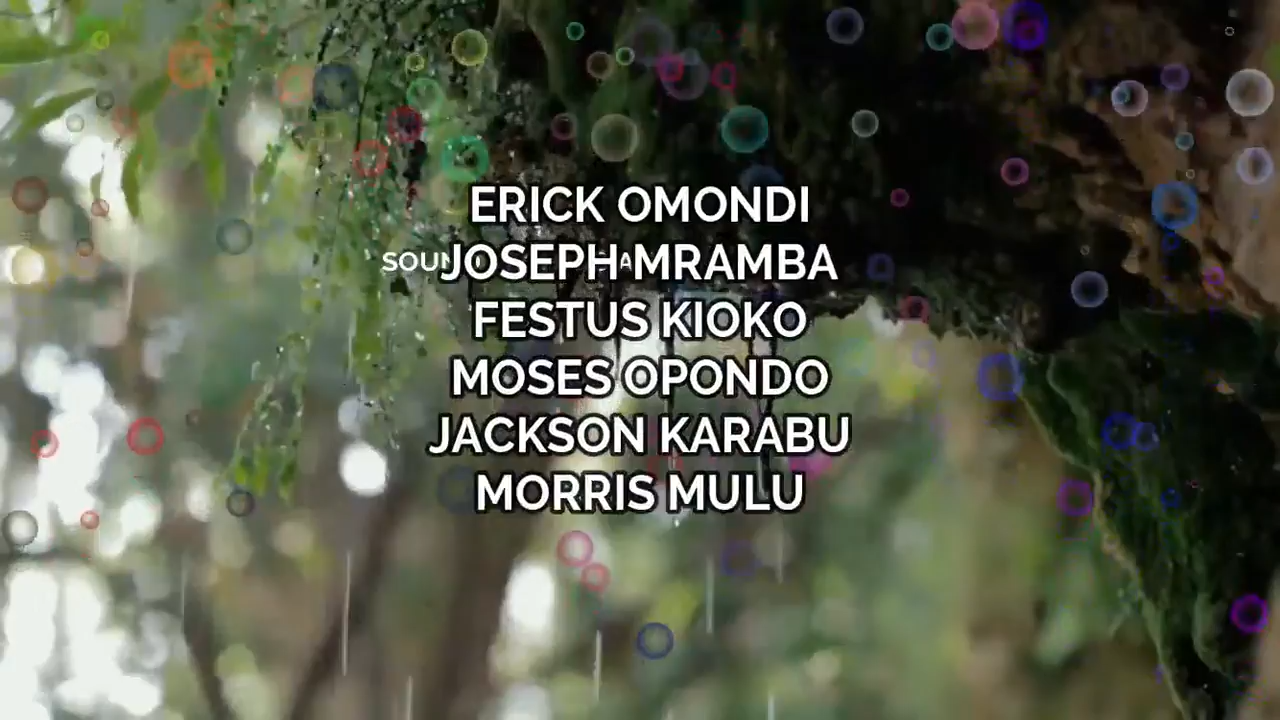 ERICK OMONDI
JOSEPH MRAMBA
FESTUS KIOKO
MOSES OPONDO
JACKSON KARABU
MORRIS MULU